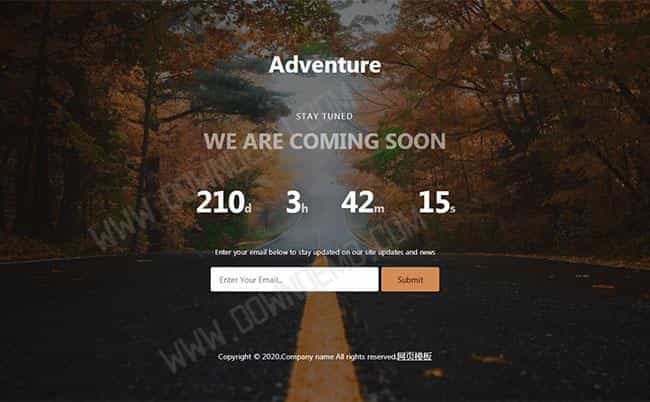 Adventure
STAY TUNED
WE ARE COMING SOON
210d 3h 42m 15s
WWW.DOWNDEMO.COM
Enter your email below to stay updated on our site updates and news
Enter Your Email.. Submit
WWW.DOWNDEMO.COM
Copyright © 2020.Company name All rights reserved.网页模板